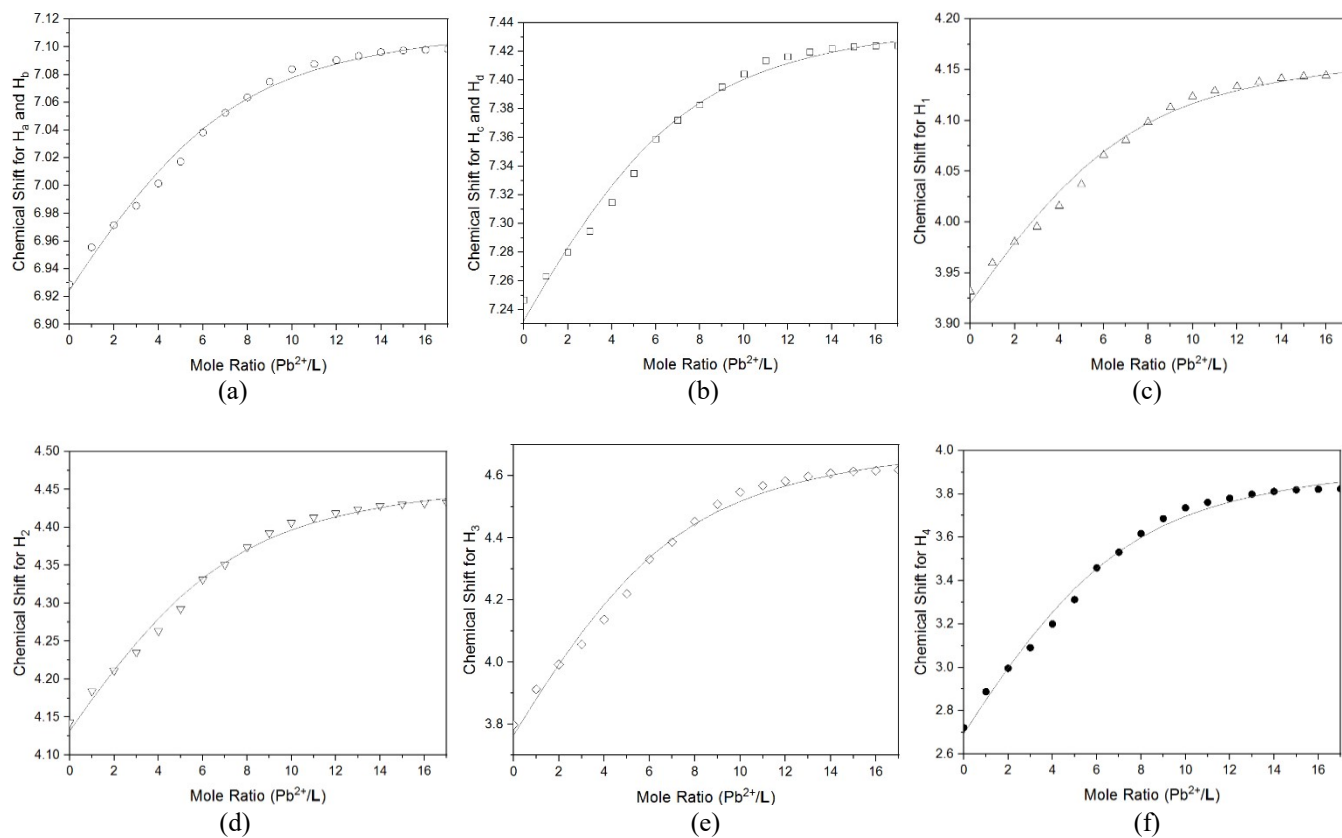 7.12
7.10
7.08
7.06
7.04
7.02
7.00
6.98
6.96
6.94
6.92
6.90
Chemical Shift for Ha and Hb
0 2 4 6 8 10 12 14 16
Mole Ratio (Pb²⁺/L)
(a)
7.44
7.42
7.40
7.38
7.36
7.34
7.32
7.30
7.28
7.26
7.24
Chemical Shift for Hc and Hd
0 2 4 6 8 10 12 14 16
Mole Ratio (Pb²⁺/L)
(b)
4.20
4.15
4.10
4.05
4.00
3.95
3.90
Chemical Shift for H₁
0 2 4 6 8 10 12 14 16
Mole Ratio (Pb²⁺/L)
(c)
4.50
4.45
4.40
4.35
4.30
4.25
4.20
4.15
4.10
Chemical Shift for H₂
0 2 4 6 8 10 12 14 16
Mole Ratio (Pb²⁺/L)
(d)
4.6
4.4
4.2
4.0
3.8
Chemical Shift for H₃
0 2 4 6 8 10 12 14 16
Mole Ratio (Pb²⁺/L)
(e)
4.0
3.8
3.6
3.4
3.2
3.0
2.8
2.6
Chemical Shift for H₄
0 2 4 6 8 10 12 14 16
Mole Ratio (Pb²⁺/L)
(f)